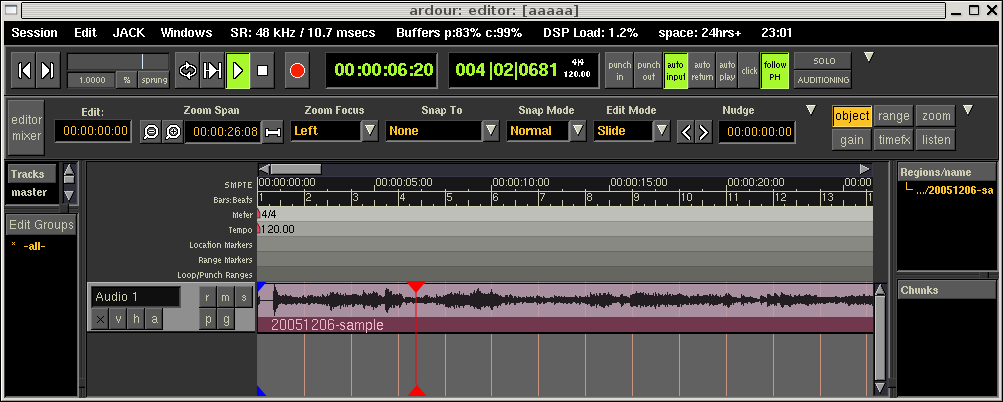 ardour: editor: [aaaaa]
Session Edit JACK Windows SR: 48 kHz / 10.7 msecs Buffers p:83% c:99% DSP Load: 1.2% space: 24hrs+ 23:01
1.0000 % sprung
00:00:06:20
004|02|0681 4/4 120.00
punch in
punch out
auto input
auto return
auto play
click
follow PH
SOLO
AUDITIONING
editor
mixer
Edit:
00:00:00:00
Zoom Span
00:00:26:08
Zoom Focus
Left
Snap To
None
Snap Mode
Normal
Edit Mode
Slide
Nudge
00:00:00:00
object range zoom
gain timefx listen
Tracks
master
Edit Groups
* -all-
SMPTE 00:00:00:00 00:00:05:00 00:00:10:00 00:00:15:00 00:00:20:00 00:00
Bars:Beats 1 2 3 4 5 6 7 8 9 10 11 12 13 1
Meter 4/4
Tempo 120.00
Location Markers
Range Markers
Loop/Punch Ranges
Audio 1 r m s
x v h a p g
20051206-sample
Regions/name
.../20051206-sa
Chunks